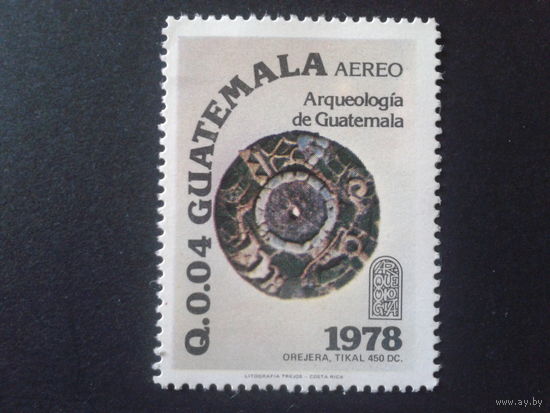 Q.0.04 GUATEMALA AEREO
Arqueología
de Guatemala
ARQUEOLOGIA
1978
OREJERA, TIKAL 450 DC.
LITOGRAFIA TREJOS - COSTA RICA
www.ay.by